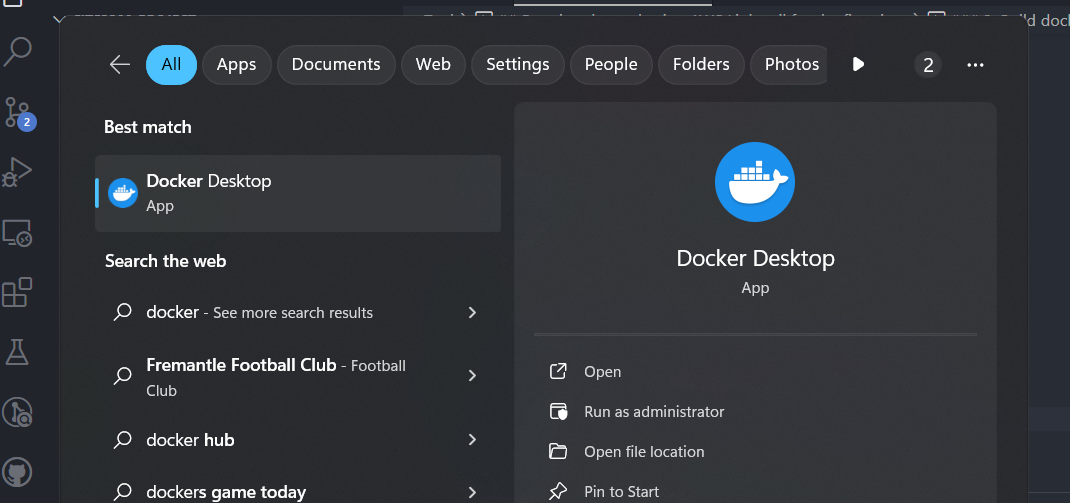 All
Apps
Documents
Web
Settings
People
Folders
Photos
2
2
Best match
Docker Desktop
App
Search the web
docker - See more search results
Fremantle Football Club - Football
Club
docker hub
dockers game today
Docker Desktop
App
Open
Run as administrator
Open file location
Pin to Start